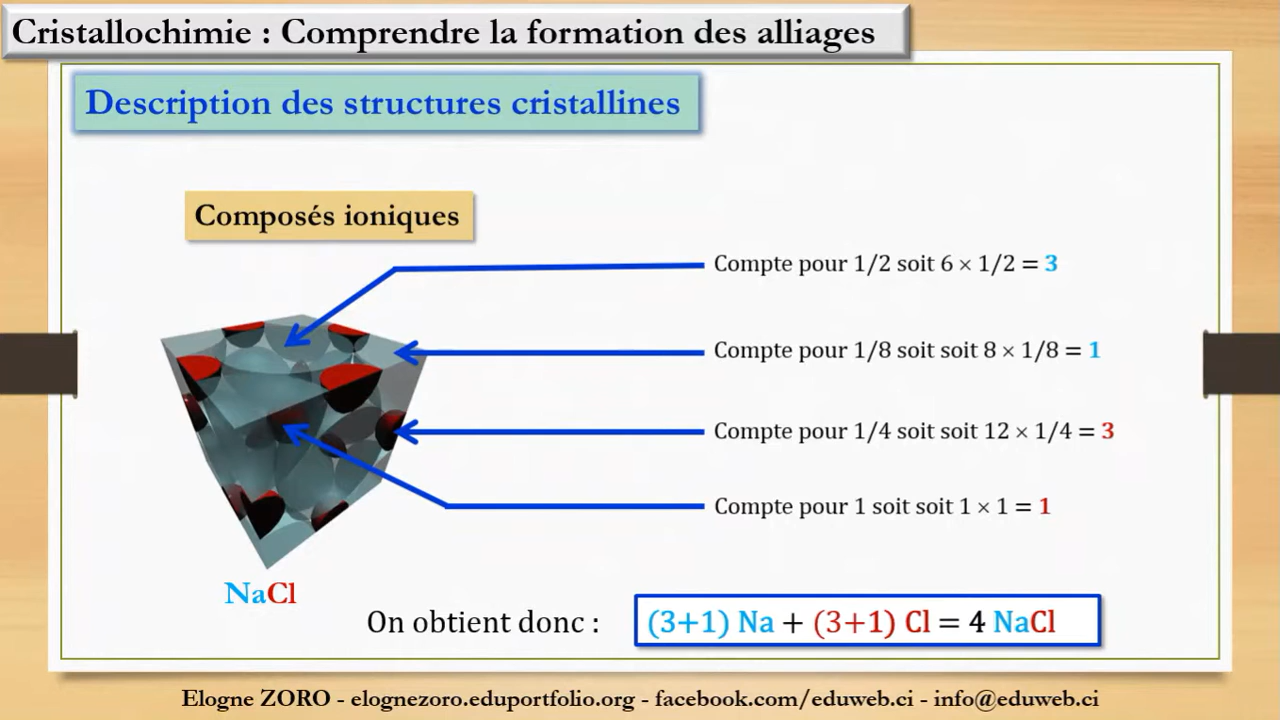 Cristallochimie : Comprendre la formation des alliages
Description des structures cristallines
Composés ioniques
Compte pour 1/2 soit 6 × 1/2 = 3
Compte pour 1/8 soit soit 8 × 1/8 = 1
Compte pour 1/4 soit soit 12 × 1/4 = 3
Compte pour 1 soit soit 1 × 1 = 1
NaCl
On obtient donc : (3+1) Na + (3+1) Cl = 4 NaCl
Elogne ZORO - elognezoro.eduportfolio.org - facebook.com/eduweb.ci - info@eduweb.ci